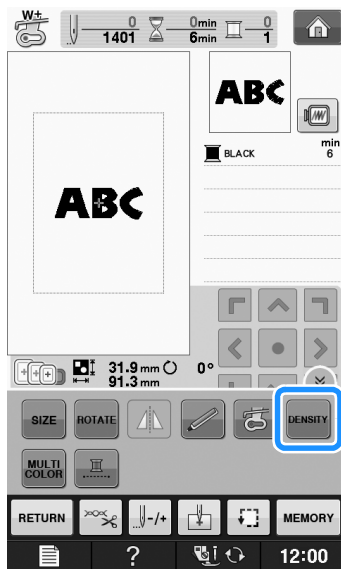 W+
0
1401
0min
6min
0
1
ABC
BLACK
min
6
ABC
31.9 mm 0°
91.3 mm
SIZE
ROTATE
DENSITY
MULTI
COLOR
-/+
RETURN
MEMORY
?
12:00